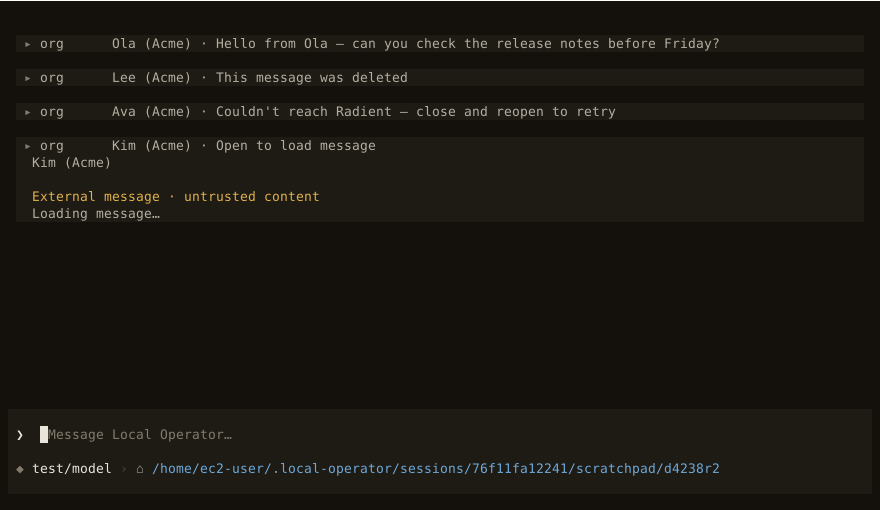 ▸ org      Ola (Acme) · Hello from Ola — can you check the release notes before Friday?
▸ org      Lee (Acme) · This message was deleted
▸ org      Ava (Acme) · Couldn't reach Radient — close and reopen to retry
▸ org      Kim (Acme) · Open to load message
Kim (Acme)
External message · untrusted content
Loading message…
❯ Message Local Operator…
◆ test/model › ⌂ /home/ec2-user/.local-operator/sessions/76f11fa12241/scratchpad/d4238r2